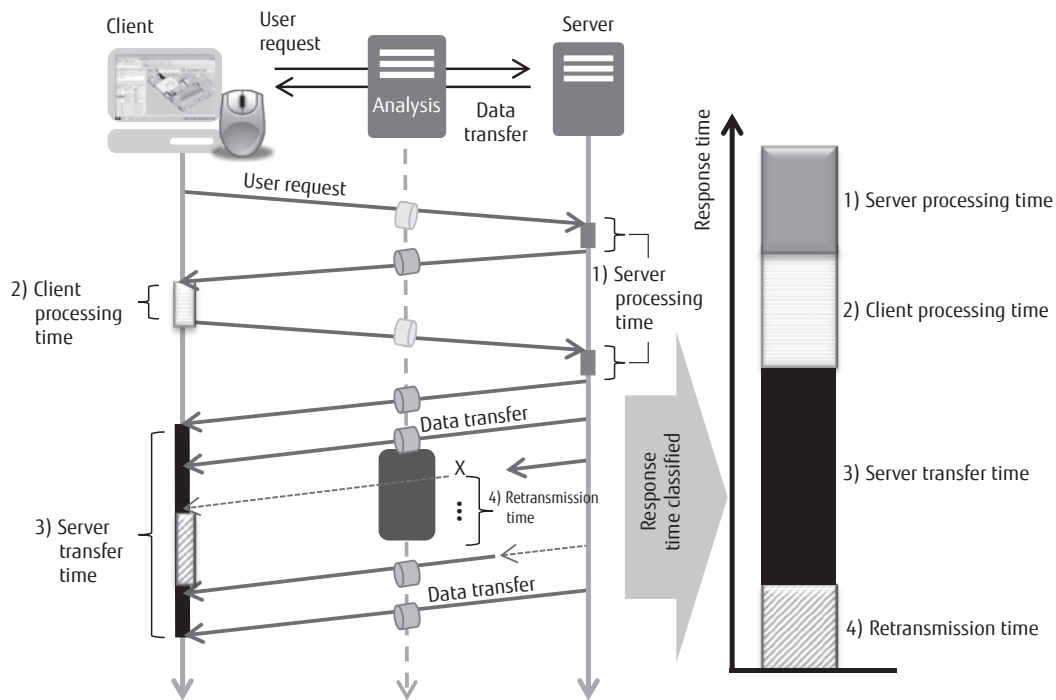 Client
User
request
Server
Analysis
Data
transfer
User request
1) Server
processing
time
2) Client
processing
time
Data transfer
X
4) Retransmission
time
3) Server
transfer
time
Data transfer
Response
time classified
Response time
1) Server processing time
2) Client processing time
3) Server transfer time
4) Retransmission time